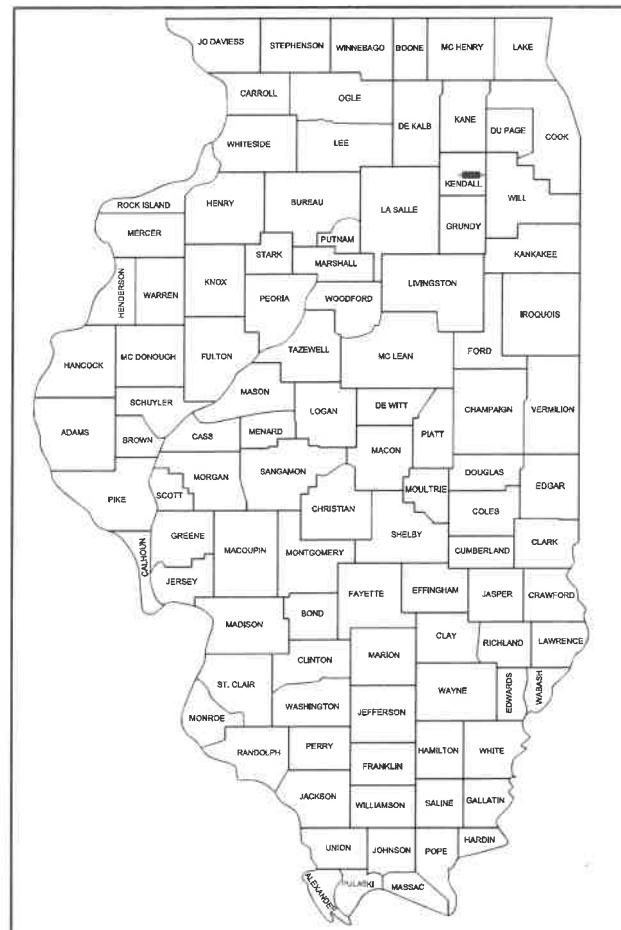 JO DAVIESS
STEPHENSON
WINNEBAGO
BOONE
MC HENRY
LAKE
CARROLL
OGLE
DE KALB
KANE
DU PAGE
COOK
WHITESIDE
LEE
KENDALL
WILL
ROCK ISLAND
HENRY
BUREAU
LA SALLE
GRUNDY
MERCER
PUTNAM
STARK
MARSHALL
KANKAKEE
HENDERSON
WARREN
KNOX
PEORIA
WOODFORD
LIVINGSTON
IROQUOIS
HANCOCK
MC DONOUGH
FULTON
TAZEWELL
MC LEAN
FORD
SCHUYLER
MASON
LOGAN
DE WITT
CHAMPAIGN
VERMILION
ADAMS
BROWN
CASS
MENARD
PIATT
MACON
PIKE
SCOTT
MORGAN
SANGAMON
CHRISTIAN
MOULTRIE
DOUGLAS
EDGAR
COLES
CALHOUN
GREENE
MACOUPIN
MONTGOMERY
SHELBY
CUMBERLAND
CLARK
JERSEY
FAYETTE
EFFINGHAM
JASPER
CRAWFORD
MADISON
BOND
CLAY
RICHLAND
LAWRENCE
CLINTON
MARION
ST. CLAIR
WAYNE
EDWARDS
WABASH
MONROE
WASHINGTON
JEFFERSON
RANDOLPH
PERRY
FRANKLIN
HAMILTON
WHITE
JACKSON
WILLIAMSON
SALINE
GALLATIN
UNION
JOHNSON
POPE
HARDIN
ALEXANDER
PULASKI
MASSAC